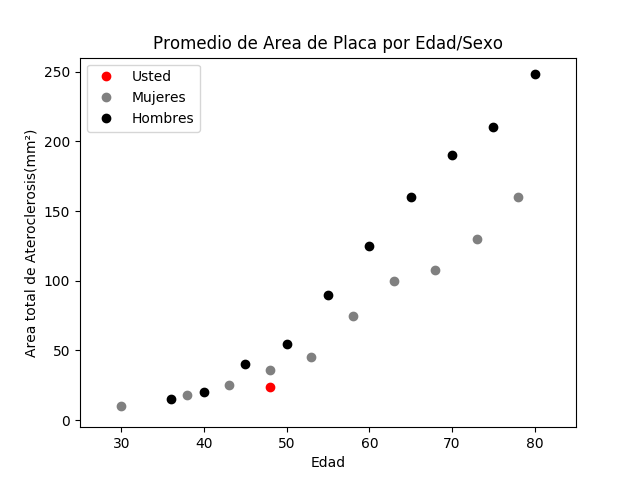 Promedio de Area de Placa por Edad/Sexo
Usted
Mujeres
Hombres
Area total de Ateroclerosis(mm²)
250
200
150
100
50
0
30 40 50 60 70 80
Edad